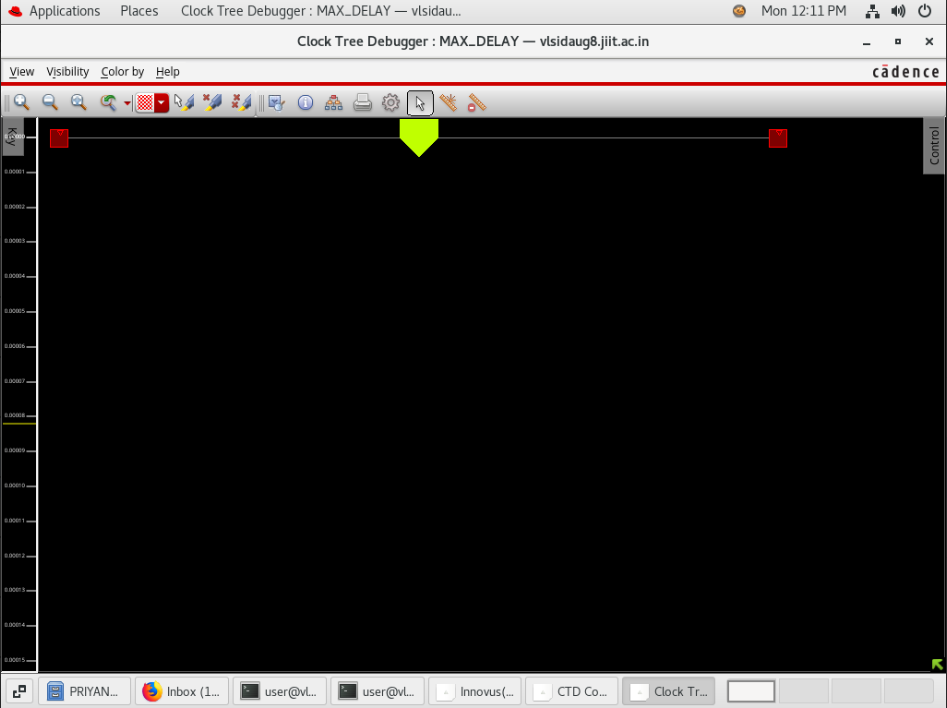 Applications Places Clock Tree Debugger : MAX_DELAY — vlsidau... Mon 12:11 PM
Clock Tree Debugger : MAX_DELAY — vlsidaug8.jiit.ac.in
View Visibility Color by Help cādence
Key
Control
0.00001
0.00002
0.00003
0.00004
0.00005
0.00006
0.00007
0.00008
0.00009
0.00010
0.00011
0.00012
0.00013
0.00014
0.00015
PRIYAN... Inbox (1... user@vl... user@vl... Innovus(... CTD Co... Clock Tr...